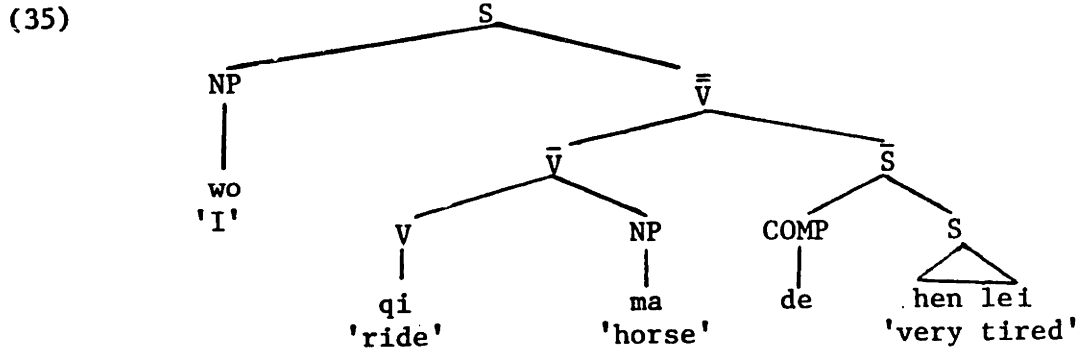 (35)
S
NP
V̿
V̄
S̄
wo
'I'
V
NP
COMP
S
qi
ma
de
hen lei
'ride'
'horse'
'very tired'